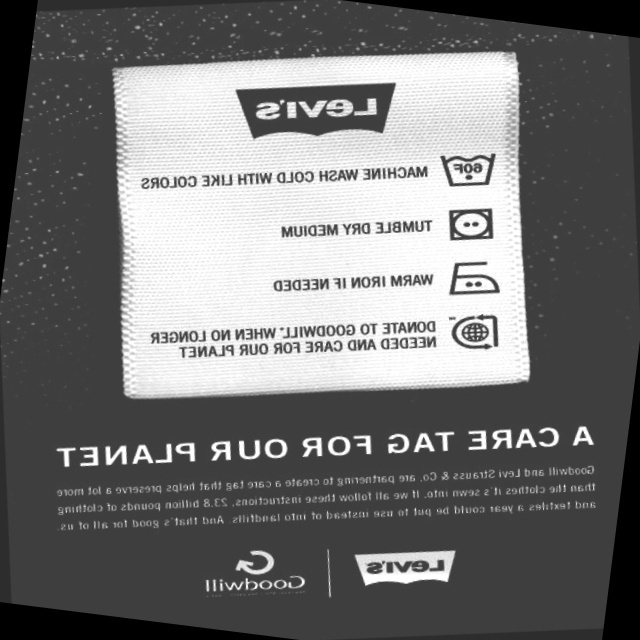 Levi's
60F
MACHINE WASH COLD WITH LIKE COLORS
TUMBLE DRY MEDIUM
WARM IRON IF NEEDED
DONATE TO GOODWILL™ WHEN NO LONGER
NEEDED AND CARE FOR OUR PLANET
A CARE TAG FOR OUR PLANET
Goodwill and Levi Strauss & Co. are partnering to create a care tag that helps preserve a lot more
than the clothes it's sewn into. If we all follow these instructions, 23.8 billion pounds of clothing
and textiles a year could be put to use instead of into landfills. And that's good for all of us.
Levi's
Goodwill